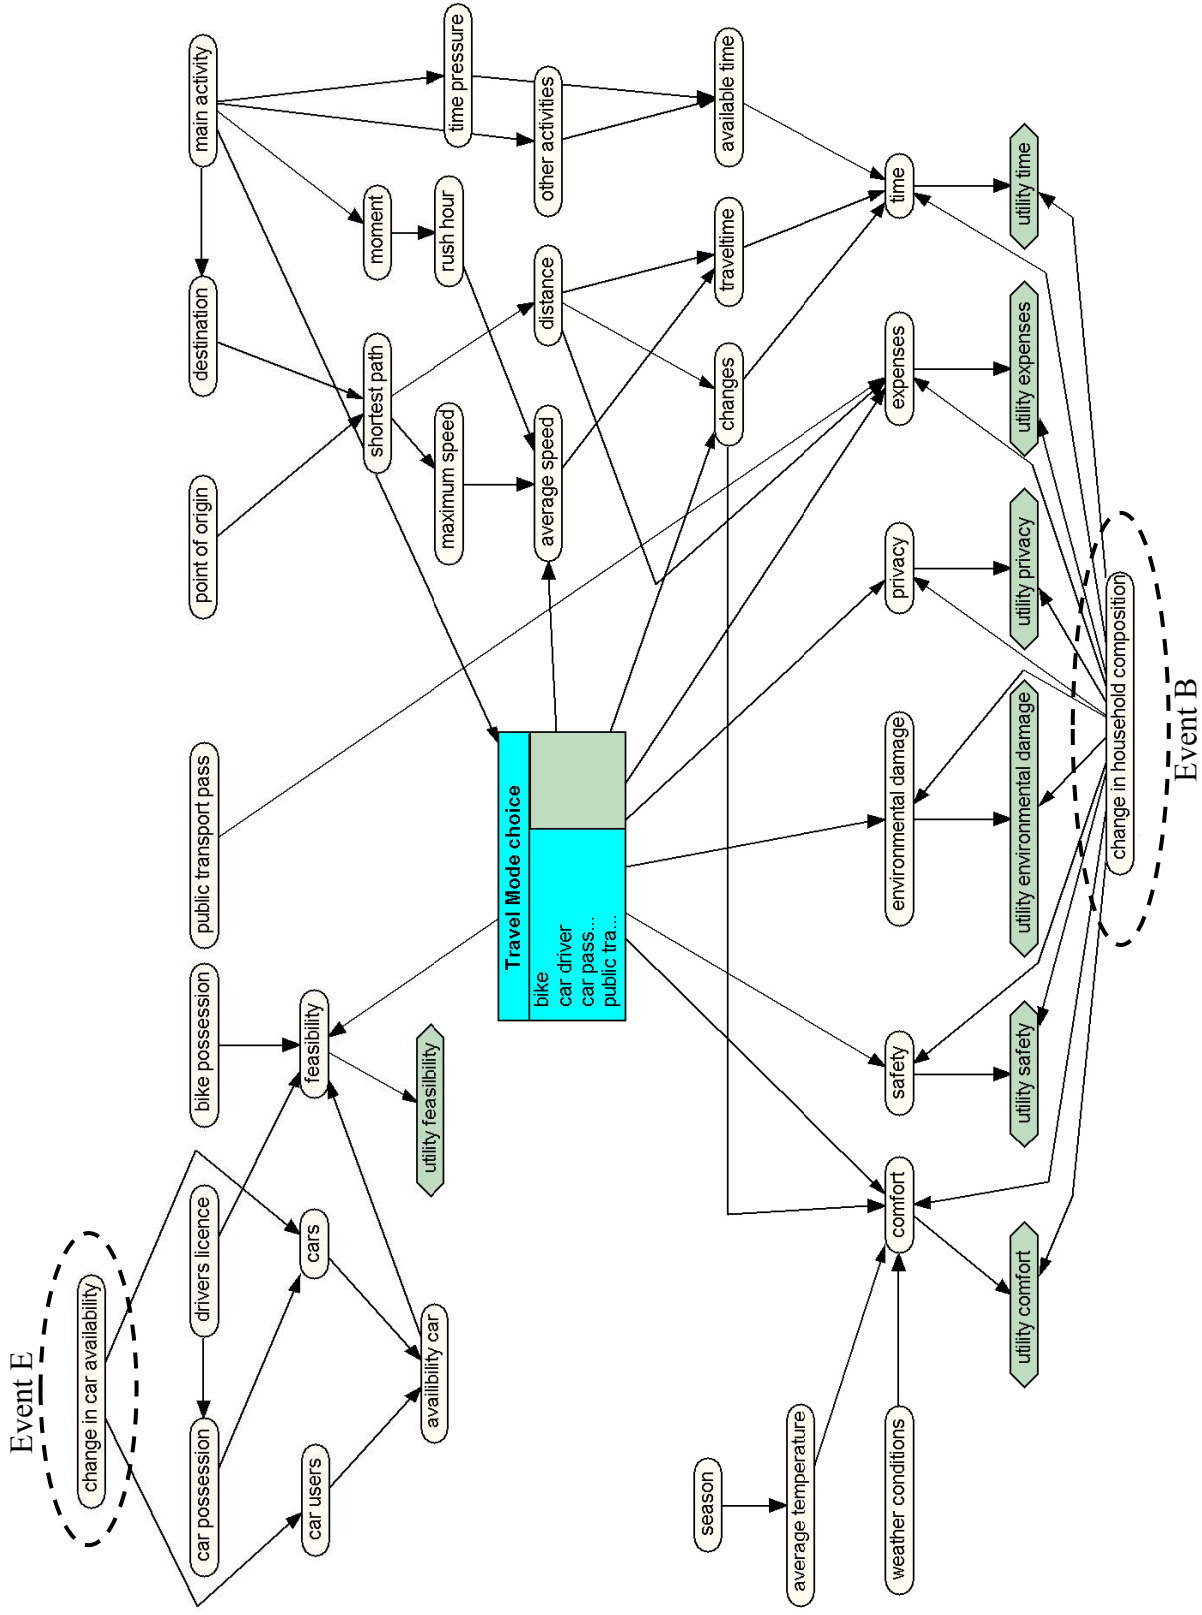 Event E
change in car availability
car possession
drivers licence
bike possession
public transport pass
point of origin
destination
main activity
car users
cars
feasibility
availibility car
utility feasilbility
shortest path
moment
maximum speed
rush hour
time pressure
Travel Mode choice
bike
car driver
car pass...
public tra...
average speed
distance
other activities
season
changes
traveltime
available time
average temperature
weather conditions
comfort
safety
environmental damage
privacy
expenses
time
utility comfort
utility safety
utility environmental damage
utility privacy
utility expenses
utility time
change in household composition
Event B